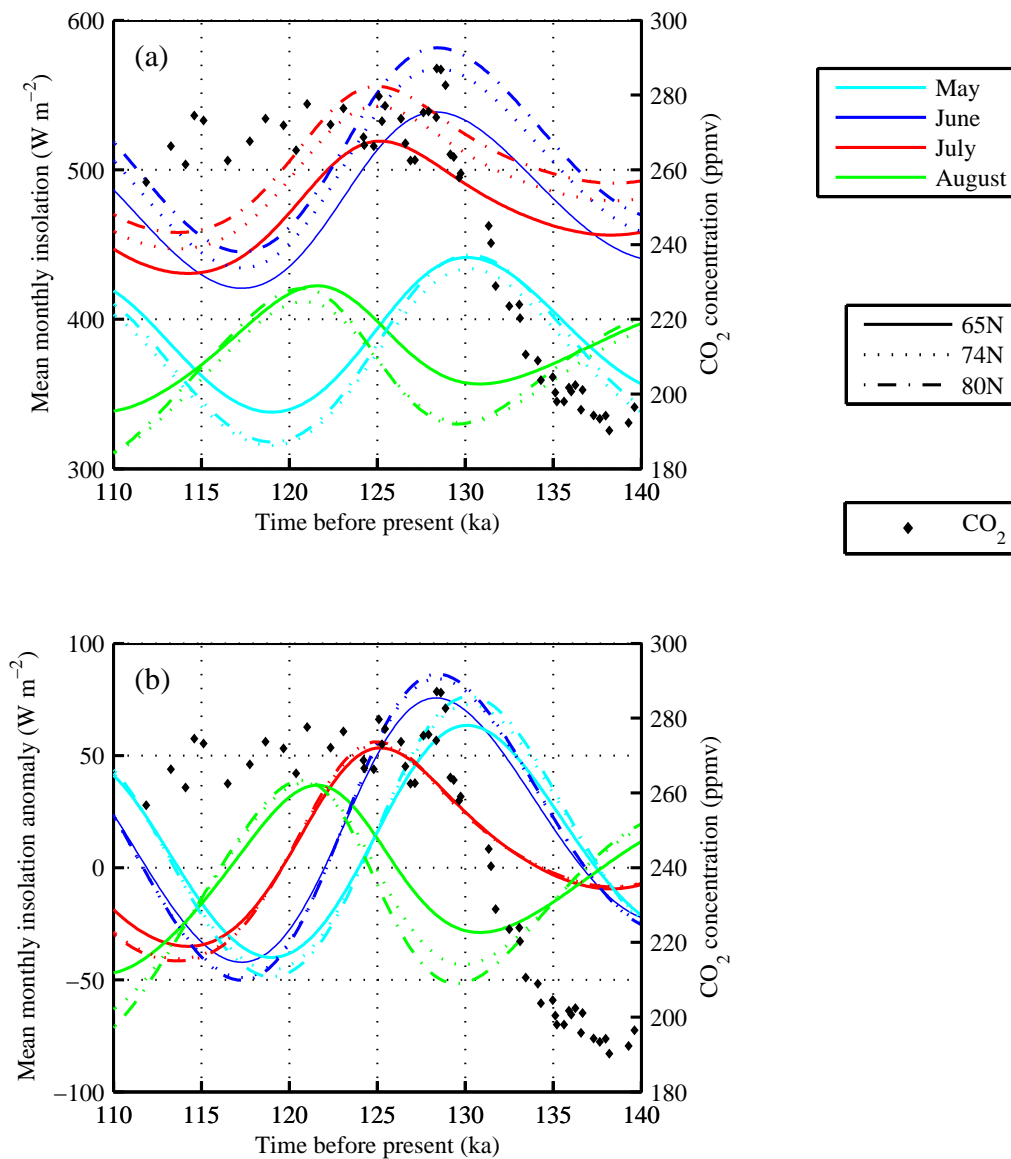 (a)
Mean monthly insolation (W m−2)
600
500
400
300
CO2 concentration (ppmv)
300
280
260
240
220
200
180
110 115 120 125 130 135 140
Time before present (ka)
May
June
July
August
65N
74N
80N
CO2
(b)
Mean monthly insolation anomaly (W m−2)
100
50
0
−50
−100
CO2 concentration (ppmv)
300
280
260
240
220
200
180
110 115 120 125 130 135 140
Time before present (ka)